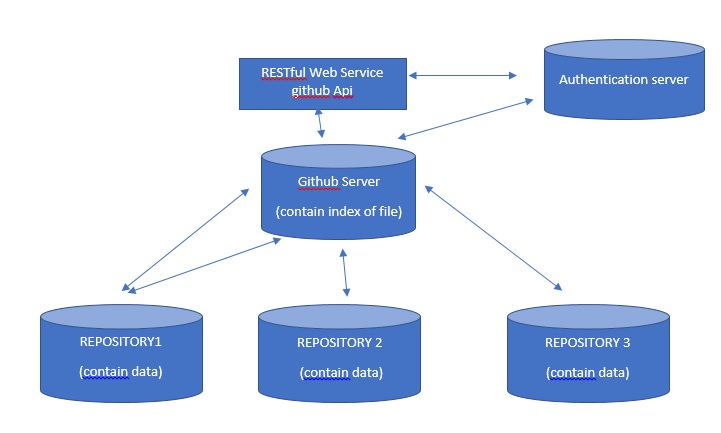 RESTful Web Service
github Api
Authentication server
Github Server
(contain index of file)
REPOSITORY1
(contain data)
REPOSITORY 2
(contain data)
REPOSITORY 3
(contain data)